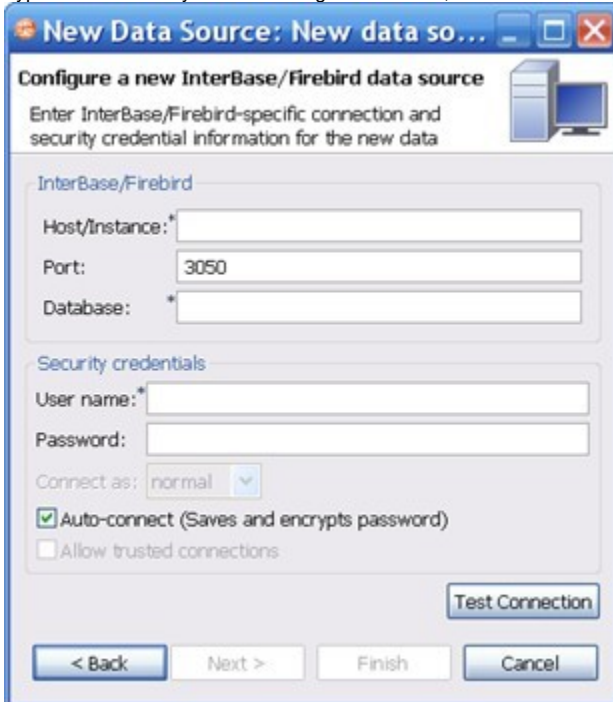 New Data Source: New data so...
Configure a new InterBase/Firebird data source
Enter InterBase/Firebird-specific connection and
security credential information for the new data
InterBase/Firebird
Host/Instance:*
Port: 3050
Database: *
Security credentials
User name:*
Password:
Connect as: normal
Auto-connect (Saves and encrypts password)
Allow trusted connections
Test Connection
< Back Next > Finish Cancel